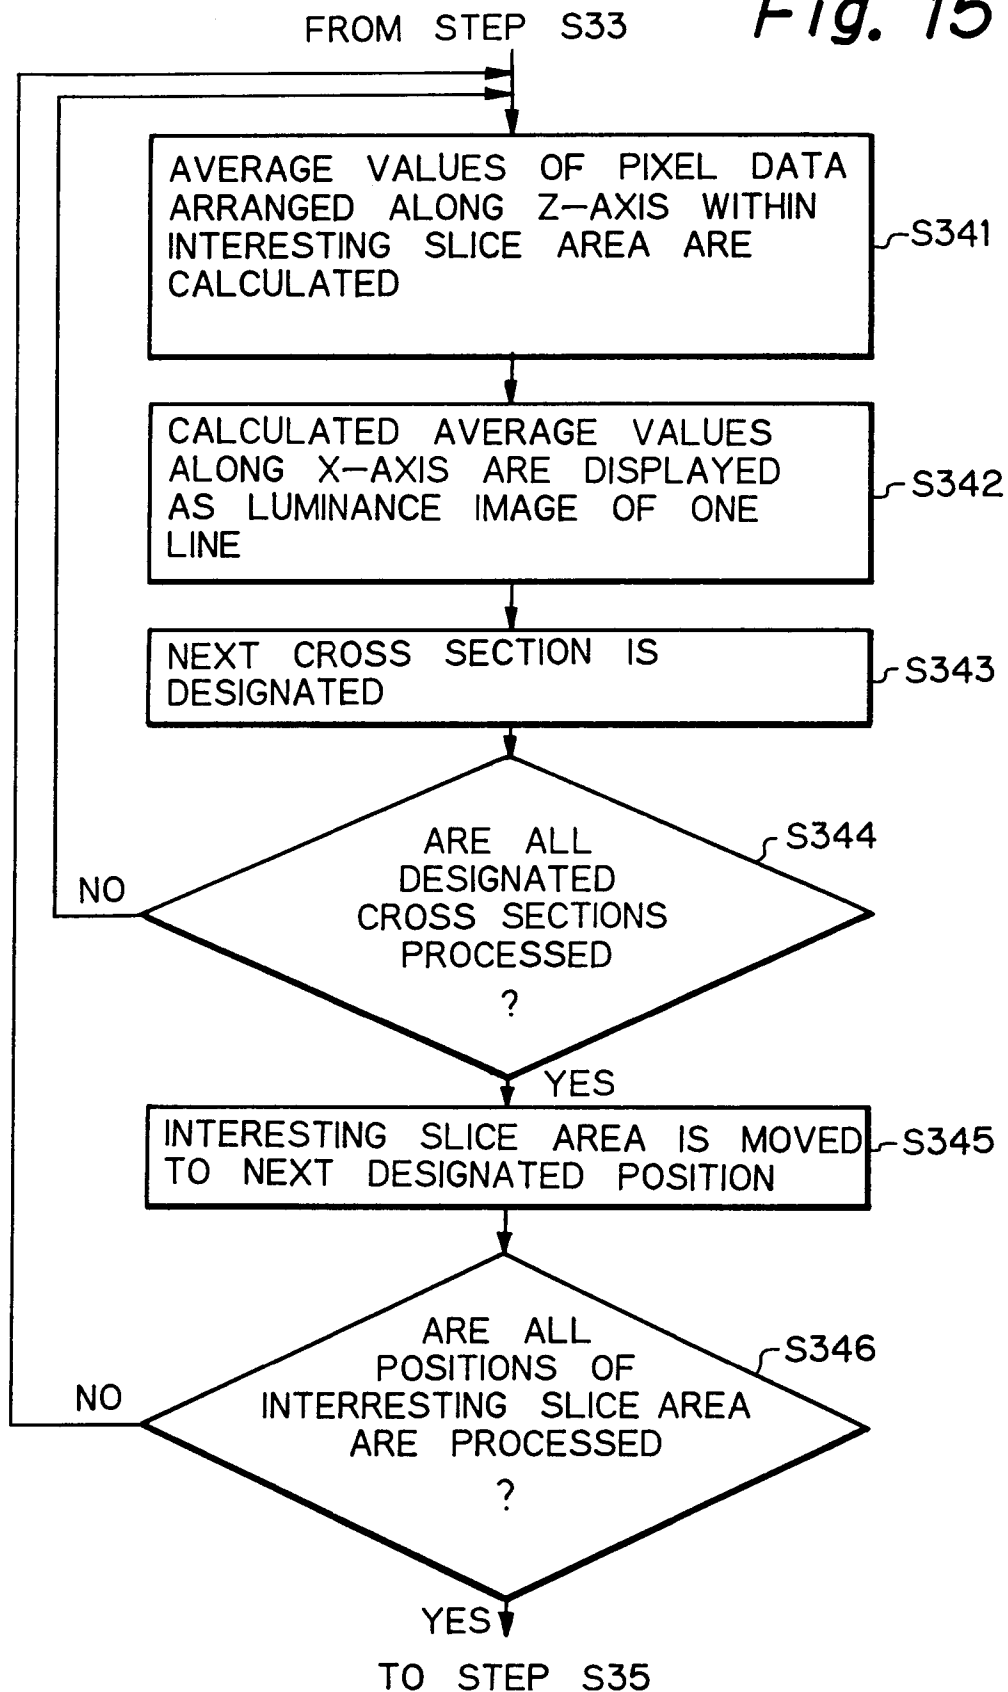 Fig. 15
FROM STEP S33
AVERAGE VALUES OF PIXEL DATA
ARRANGED ALONG Z-AXIS WITHIN
INTERESTING SLICE AREA ARE
CALCULATED
S341
CALCULATED AVERAGE VALUES
ALONG X-AXIS ARE DISPLAYED
AS LUMINANCE IMAGE OF ONE
LINE
S342
NEXT CROSS SECTION IS
DESIGNATED
S343
ARE ALL
DESIGNATED
CROSS SECTIONS
PROCESSED
?
S344
NO
YES
INTERESTING SLICE AREA IS MOVED
TO NEXT DESIGNATED POSITION
S345
ARE ALL
POSITIONS OF
INTERRESTING SLICE AREA
ARE PROCESSED
?
S346
NO
YES
TO STEP S35